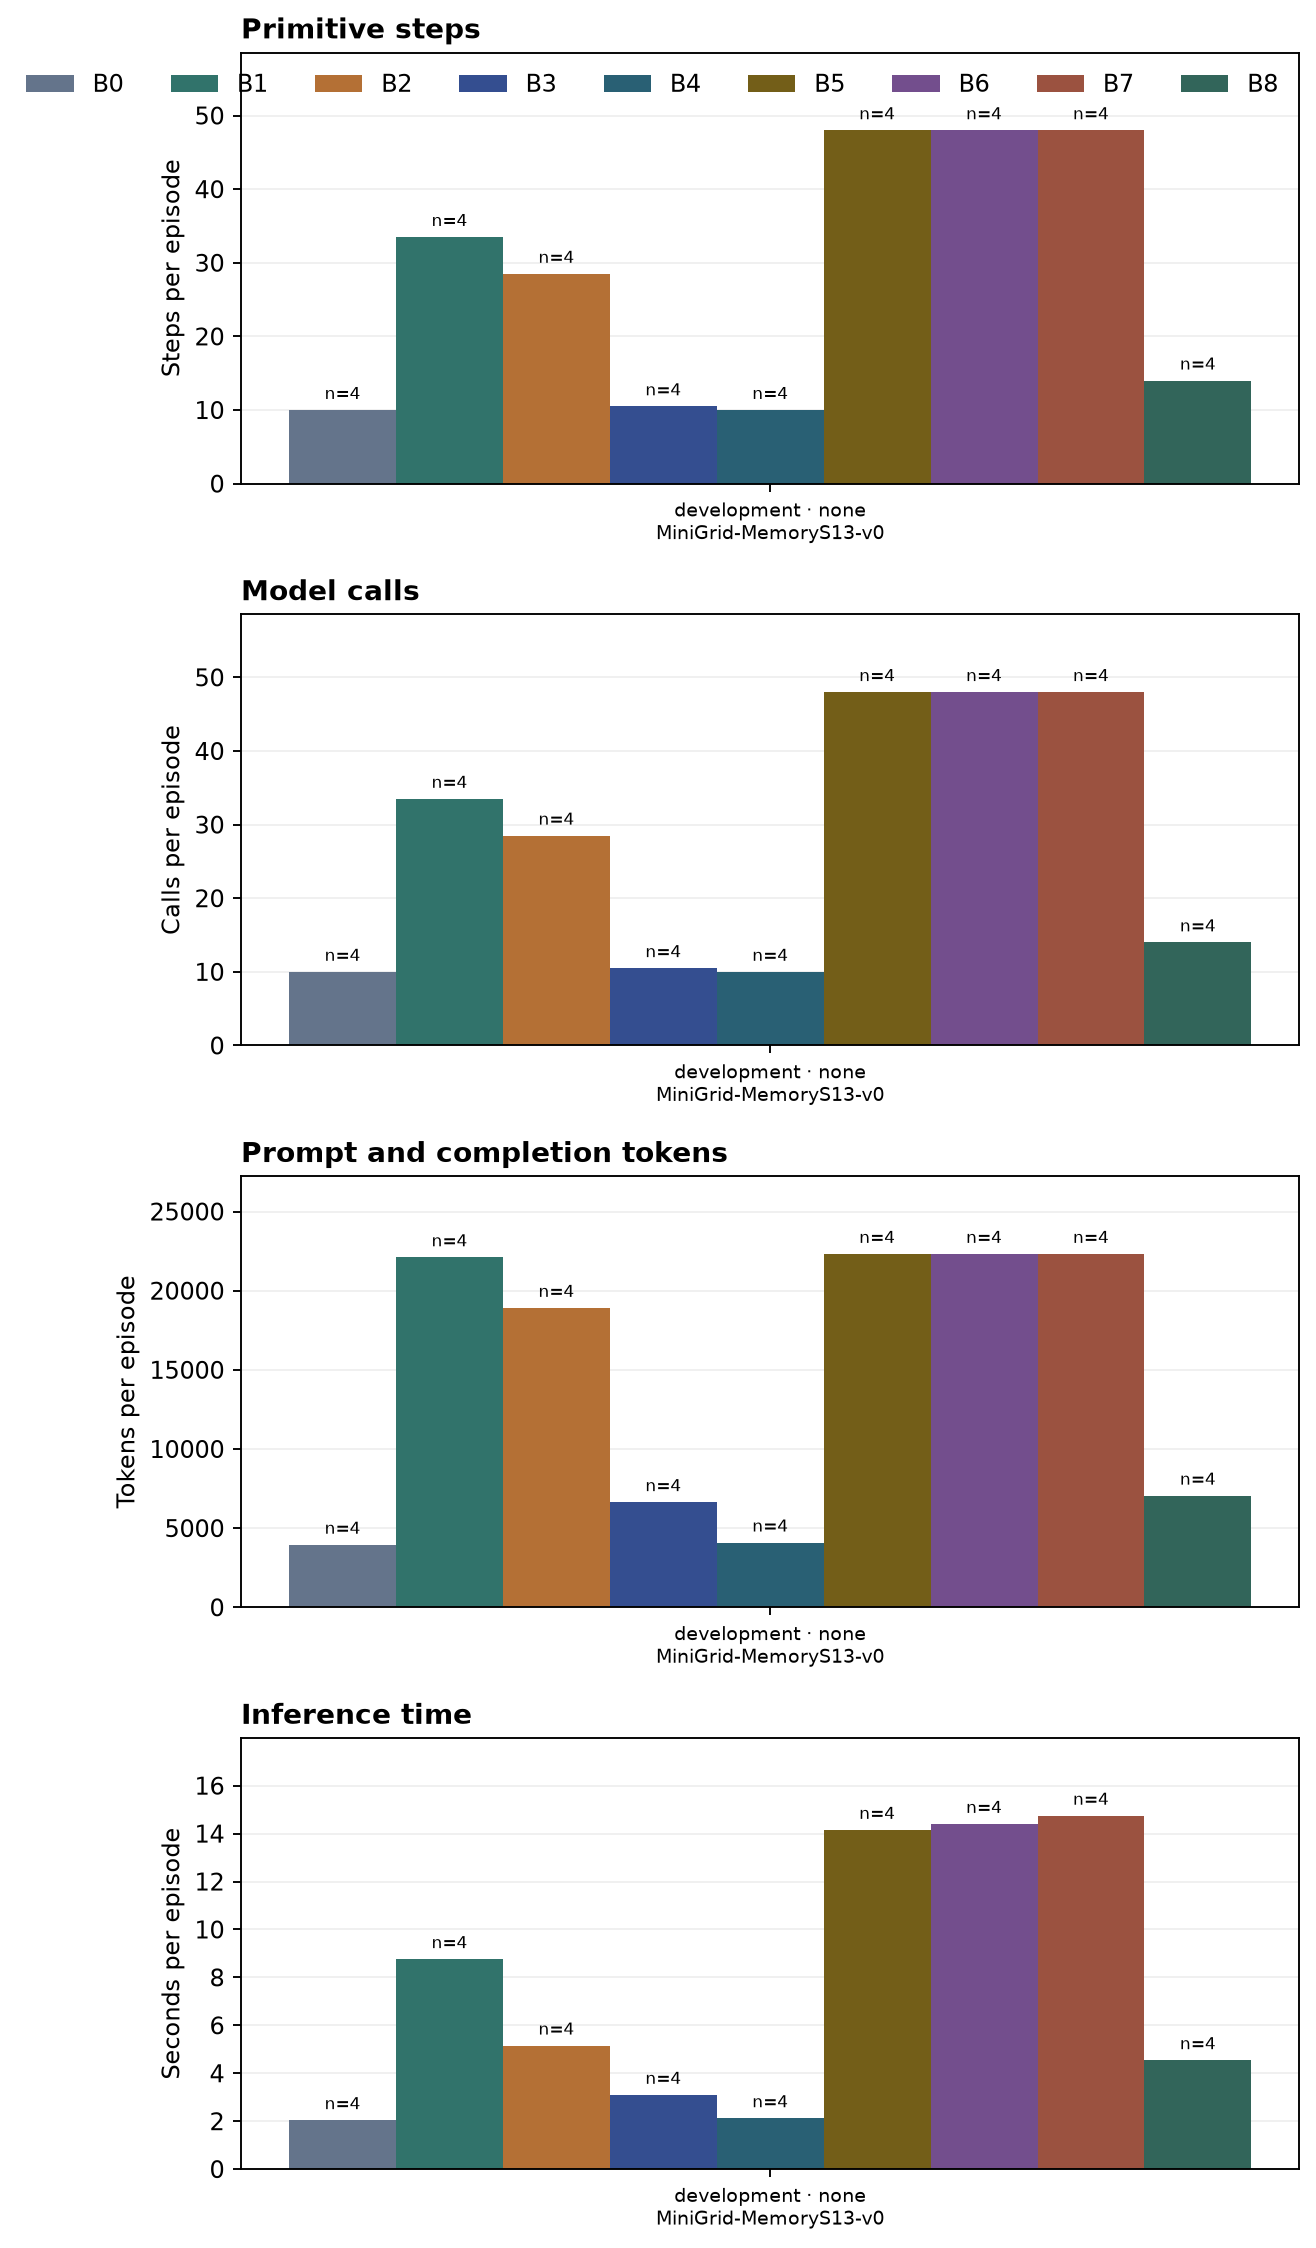 Primitive steps
B0 B1 B2 B3 B4 B5 B6 B7 B8
Steps per episode
50
40
30
20
10
0
n=4 n=4 n=4 n=4 n=4 n=4 n=4 n=4 n=4
development · none
MiniGrid-MemoryS13-v0
Model calls
Calls per episode
50
40
30
20
10
0
n=4 n=4 n=4 n=4 n=4 n=4 n=4 n=4 n=4
development · none
MiniGrid-MemoryS13-v0
Prompt and completion tokens
Tokens per episode
25000
20000
15000
10000
5000
0
n=4 n=4 n=4 n=4 n=4 n=4 n=4 n=4 n=4
development · none
MiniGrid-MemoryS13-v0
Inference time
Seconds per episode
16
14
12
10
8
6
4
2
0
n=4 n=4 n=4 n=4 n=4 n=4 n=4 n=4 n=4
development · none
MiniGrid-MemoryS13-v0